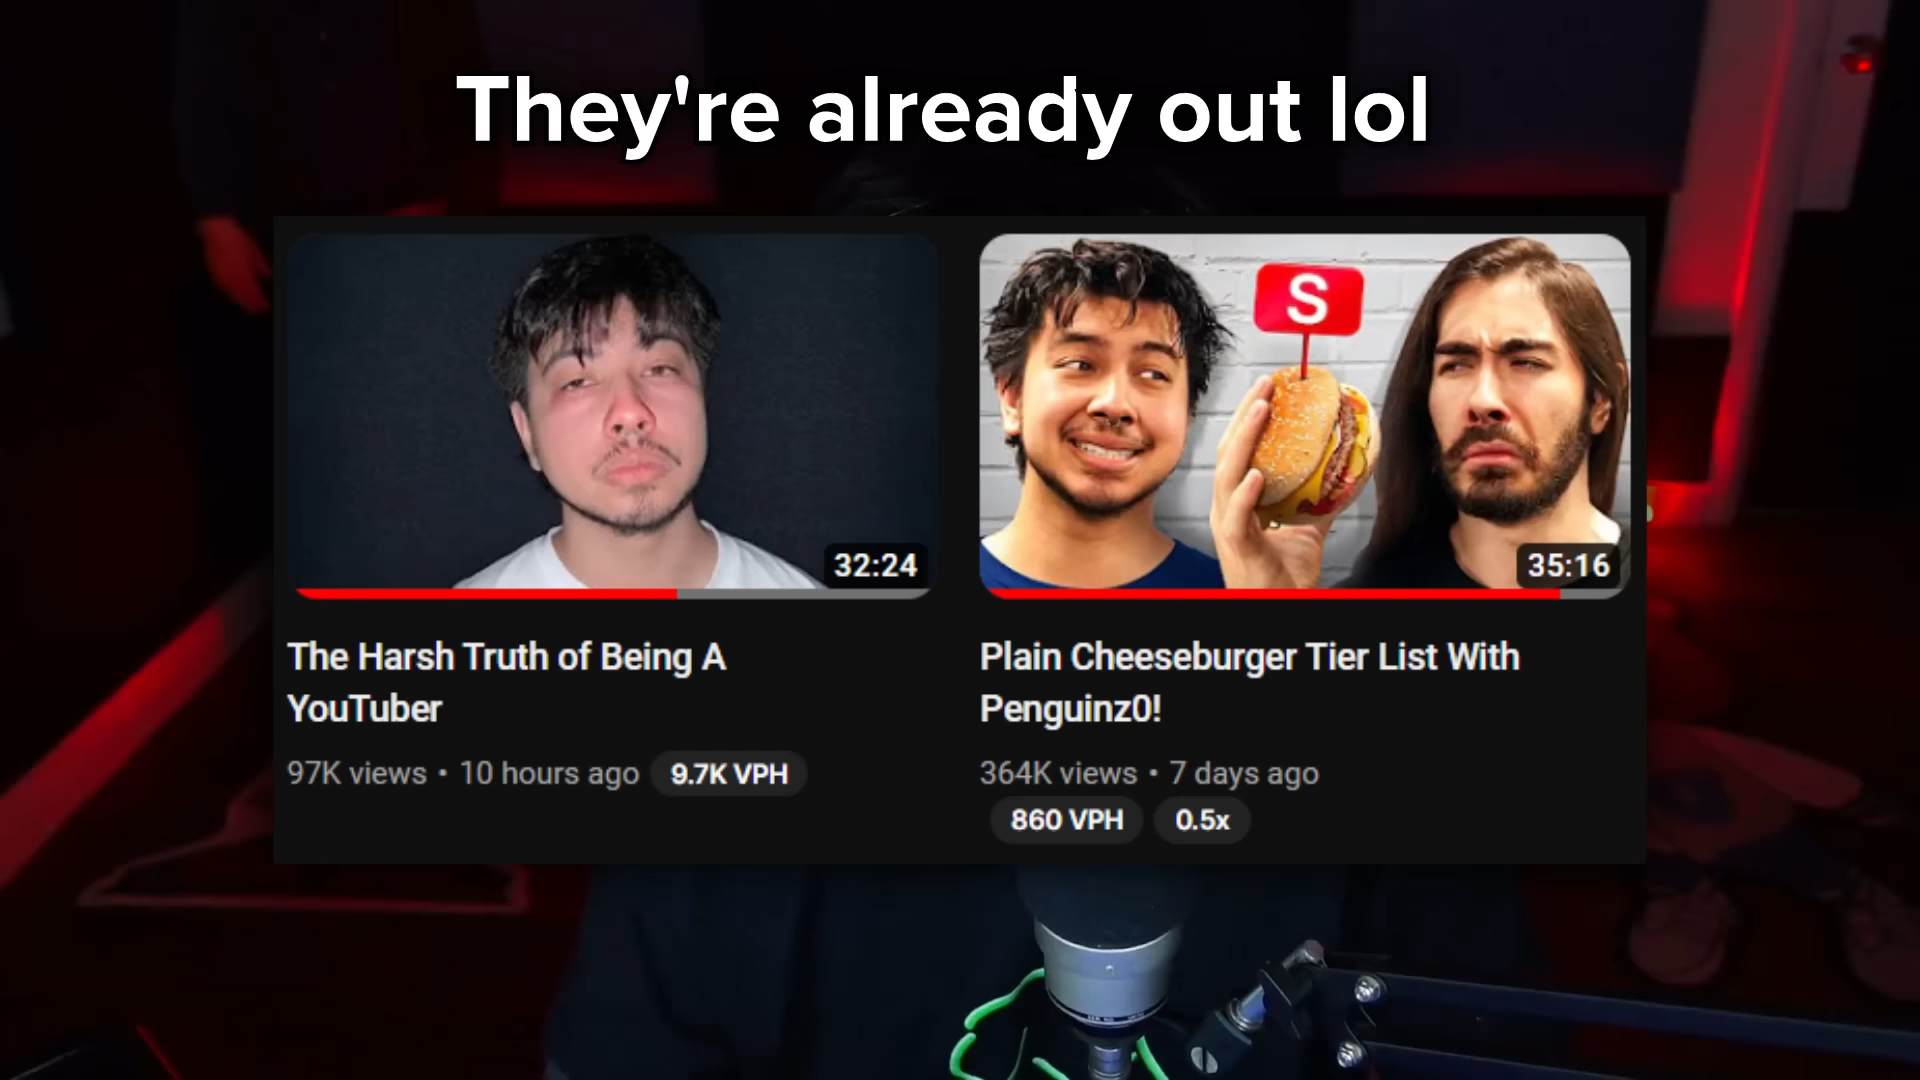 They're already out lol
S
32:24
35:16
The Harsh Truth of Being A
YouTuber
97K views • 10 hours ago 9.7K VPH
Plain Cheeseburger Tier List With
Penguinz0!
364K views • 7 days ago
860 VPH 0.5x